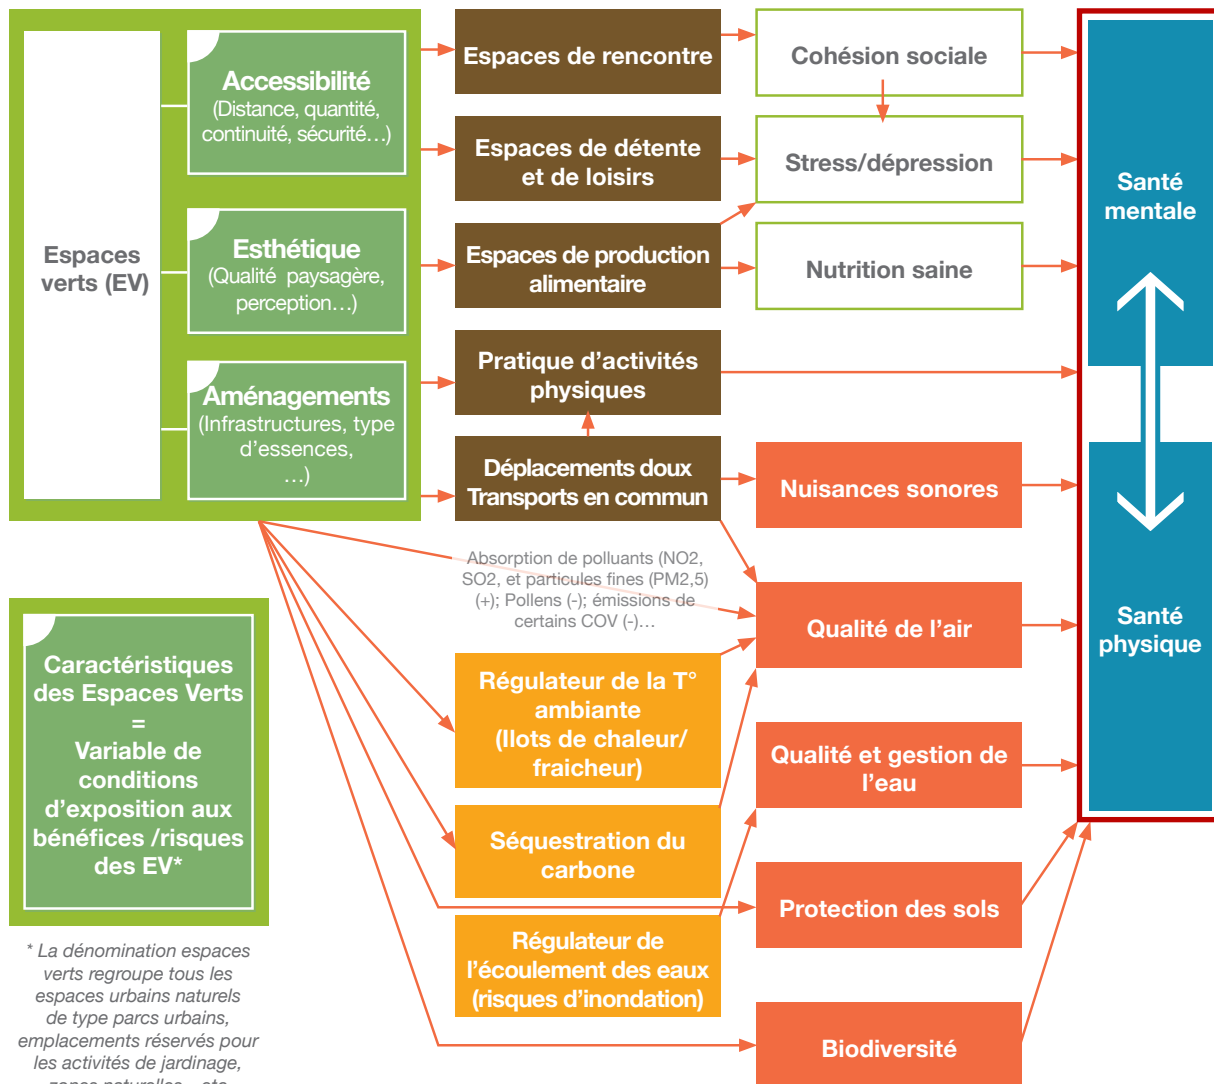 Espaces
verts (EV)
Accessibilité
(Distance, quantité,
continuité, sécurité…)
Esthétique
(Qualité paysagère,
perception…)
Aménagements
(Infrastructures, type
d'essences,
…)
Espaces de rencontre
Espaces de détente
et de loisirs
Espaces de production
alimentaire
Pratique d'activités
physiques
Déplacements doux
Transports en commun
Cohésion sociale
Stress/dépression
Nutrition saine
Nuisances sonores
Absorption de polluants (NO2,
SO2, et particules fines (PM2,5)
(+); Pollens (-); émissions de
certains COV (-)…
Qualité de l'air
Régulateur de la T°
ambiante
(Ilots de chaleur/
fraicheur)
Qualité et gestion de
l'eau
Séquestration du
carbone
Protection des sols
Régulateur de
l'écoulement des eaux
(risques d'inondation)
Biodiversité
Santé
mentale
Santé
physique
Caractéristiques
des Espaces Verts
=
Variable de
conditions
d'exposition aux
bénéfices /risques
des EV*
* La dénomination espaces
verts regroupe tous les
espaces urbains naturels
de type parcs urbains,
emplacements réservés pour
les activités de jardinage,